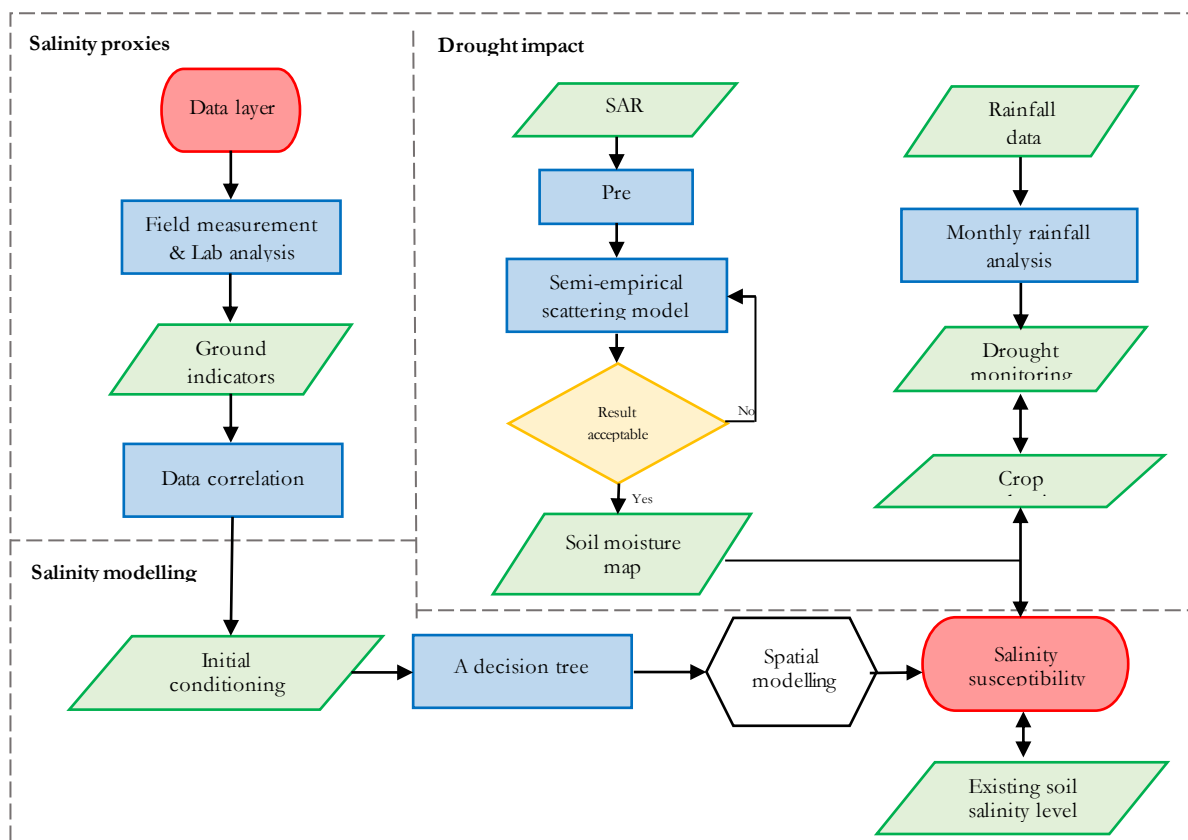 Salinity proxies
Data layer
Field measurement
& Lab analysis
Ground
indicators
Data correlation
Drought impact
SAR
Pre
Semi-empirical
scattering model
Result
acceptable
No
Yes
Soil moisture
map
Rainfall
data
Monthly rainfall
analysis
Drought
monitoring
Crop
Salinity modelling
Initial
conditioning
A decision tree
Spatial
modelling
Salinity
susceptibility
Existing soil
salinity level